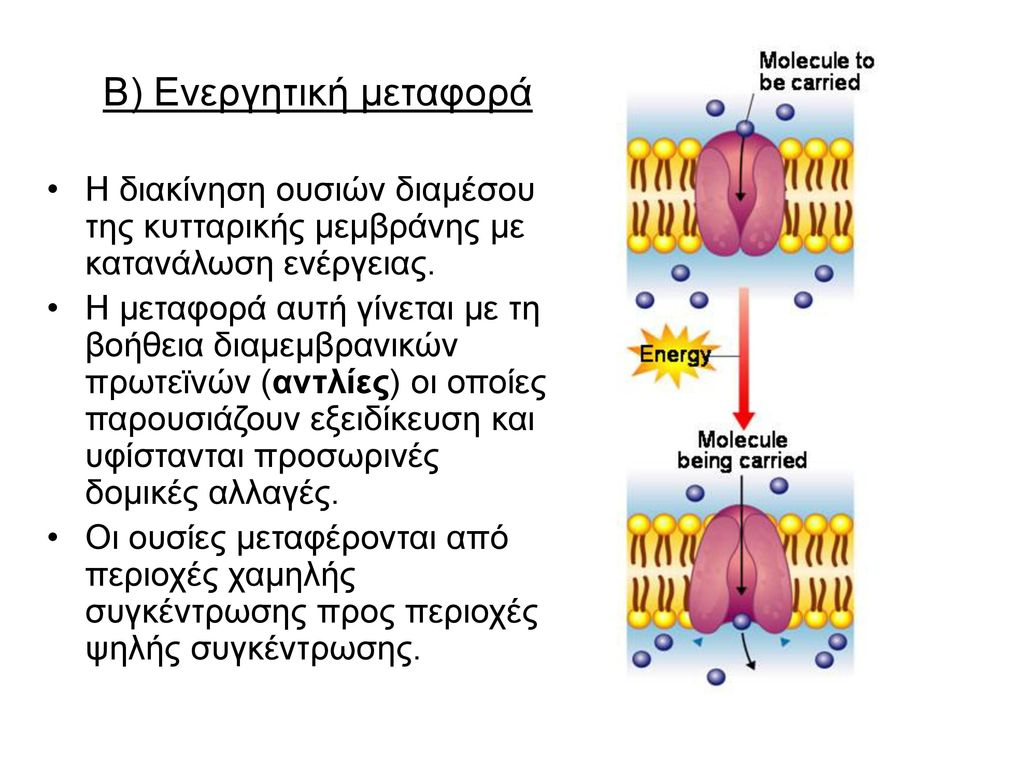 Β) Ενεργητική μεταφορά
• Η διακίνηση ουσιών διαμέσου
της κυτταρικής μεμβράνης με
κατανάλωση ενέργειας.
• Η μεταφορά αυτή γίνεται με τη
βοήθεια διαμεμβρανικών
πρωτεϊνών (αντλίες) οι οποίες
παρουσιάζουν εξειδίκευση και
υφίστανται προσωρινές
δομικές αλλαγές.
• Οι ουσίες μεταφέρονται από
περιοχές χαμηλής
συγκέντρωσης προς περιοχές
ψηλής συγκέντρωσης.
Molecule to
be carried
Energy
Molecule
being carried